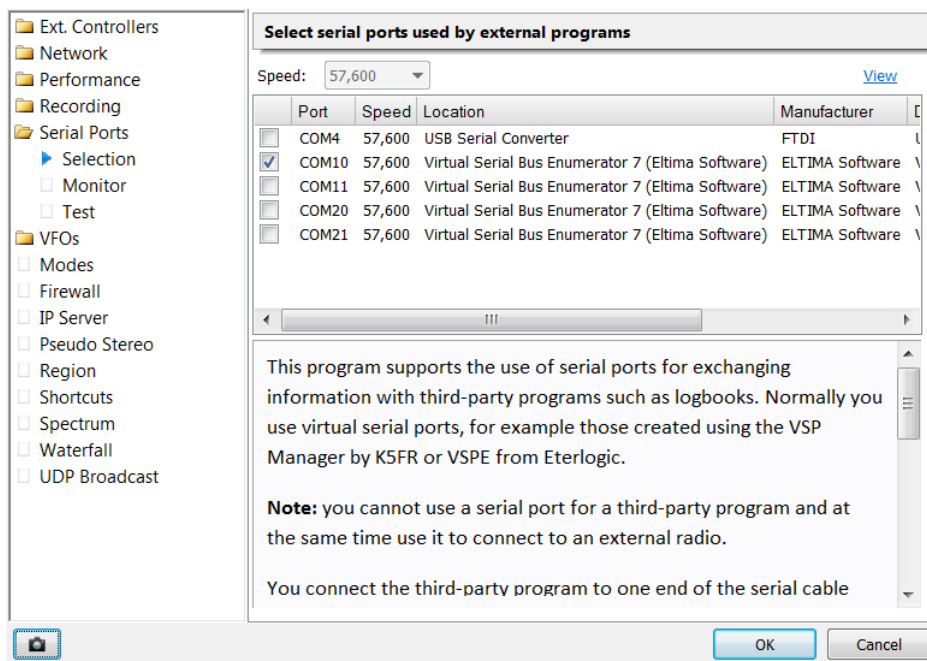 Ext. Controllers
Network
Performance
Recording
Serial Ports
Selection
Monitor
Test
VFOs
Modes
Firewall
IP Server
Pseudo Stereo
Region
Shortcuts
Spectrum
Waterfall
UDP Broadcast
Select serial ports used by external programs
Speed: 57,600 View
Port Speed Location Manufacturer
COM4 57,600 USB Serial Converter FTDI
COM10 57,600 Virtual Serial Bus Enumerator 7 (Eltima Software) ELTIMA Software
COM11 57,600 Virtual Serial Bus Enumerator 7 (Eltima Software) ELTIMA Software
COM20 57,600 Virtual Serial Bus Enumerator 7 (Eltima Software) ELTIMA Software
COM21 57,600 Virtual Serial Bus Enumerator 7 (Eltima Software) ELTIMA Software
This program supports the use of serial ports for exchanging
information with third-party programs such as logbooks. Normally you
use virtual serial ports, for example those created using the VSP
Manager by K5FR or VSPE from Eterlogic.
Note: you cannot use a serial port for a third-party program and at
the same time use it to connect to an external radio.
You connect the third-party program to one end of the serial cable
OK Cancel